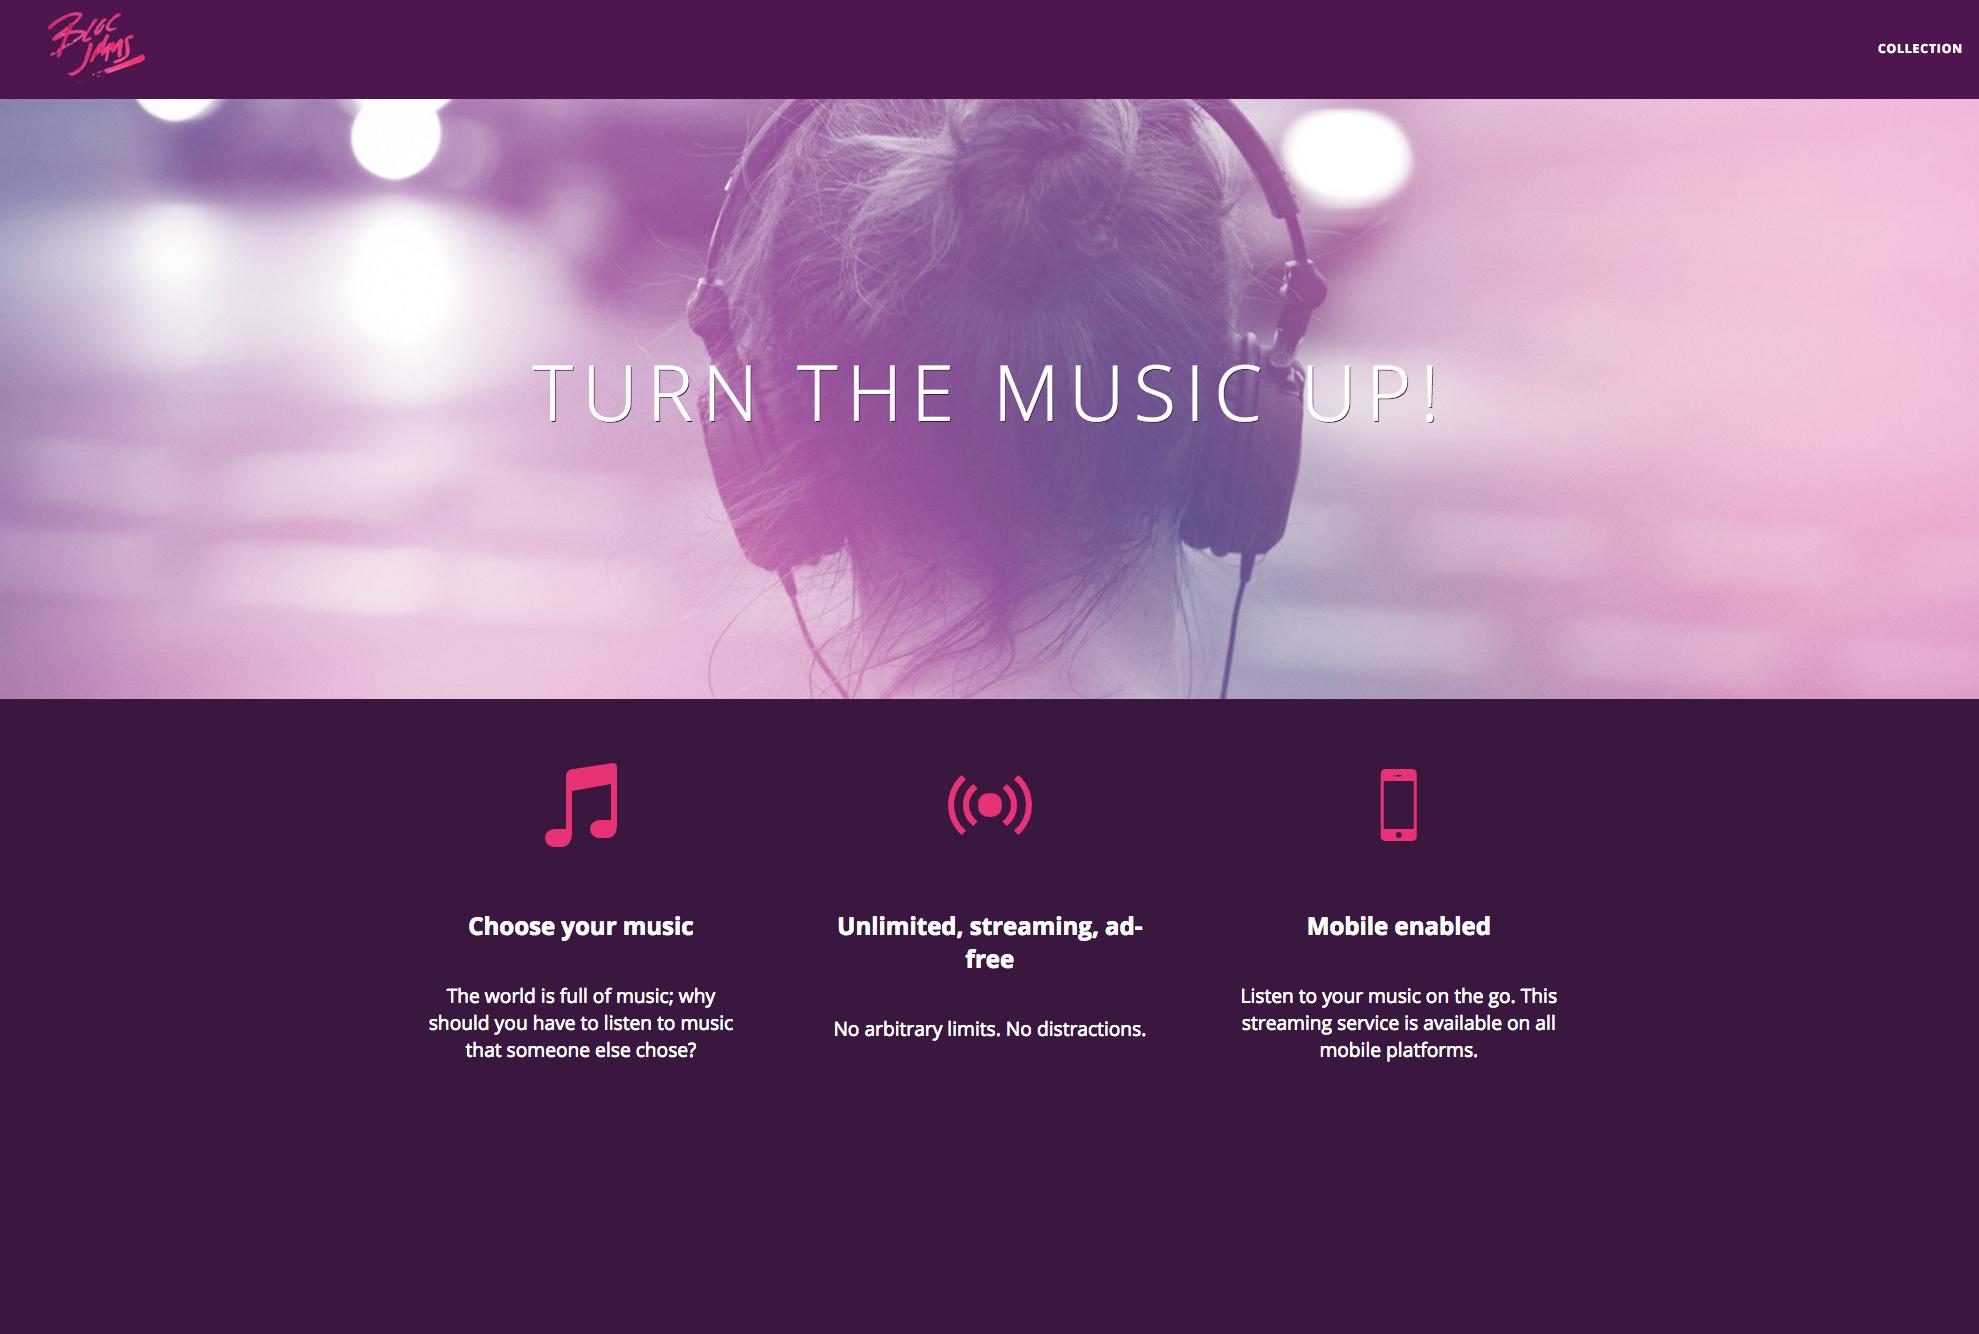 BLOC
JAMS
COLLECTION
TURN THE MUSIC UP!
Choose your music
The world is full of music; why
should you have to listen to music
that someone else chose?
Unlimited, streaming, ad-
free
No arbitrary limits. No distractions.
Mobile enabled
Listen to your music on the go. This
streaming service is available on all
mobile platforms.